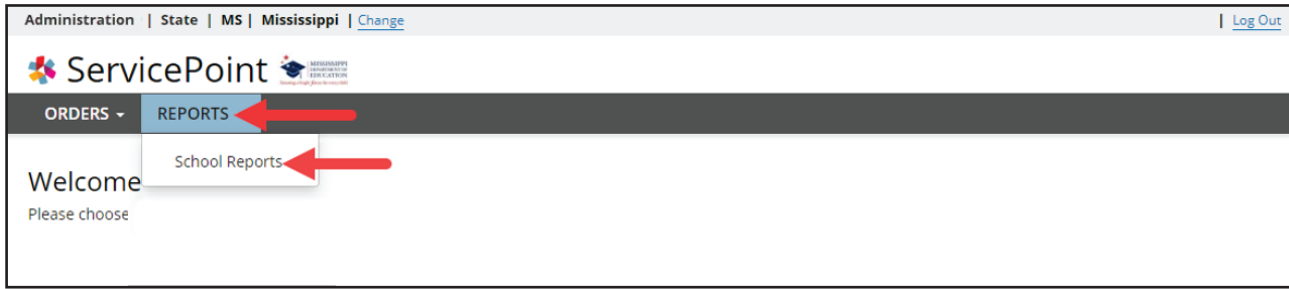 Administration | State | MS | Mississippi | Change | Log Out
ServicePoint MISSISSIPPI DEPARTMENT OF EDUCATION
ORDERS REPORTS
School Reports
Welcome
Please choose